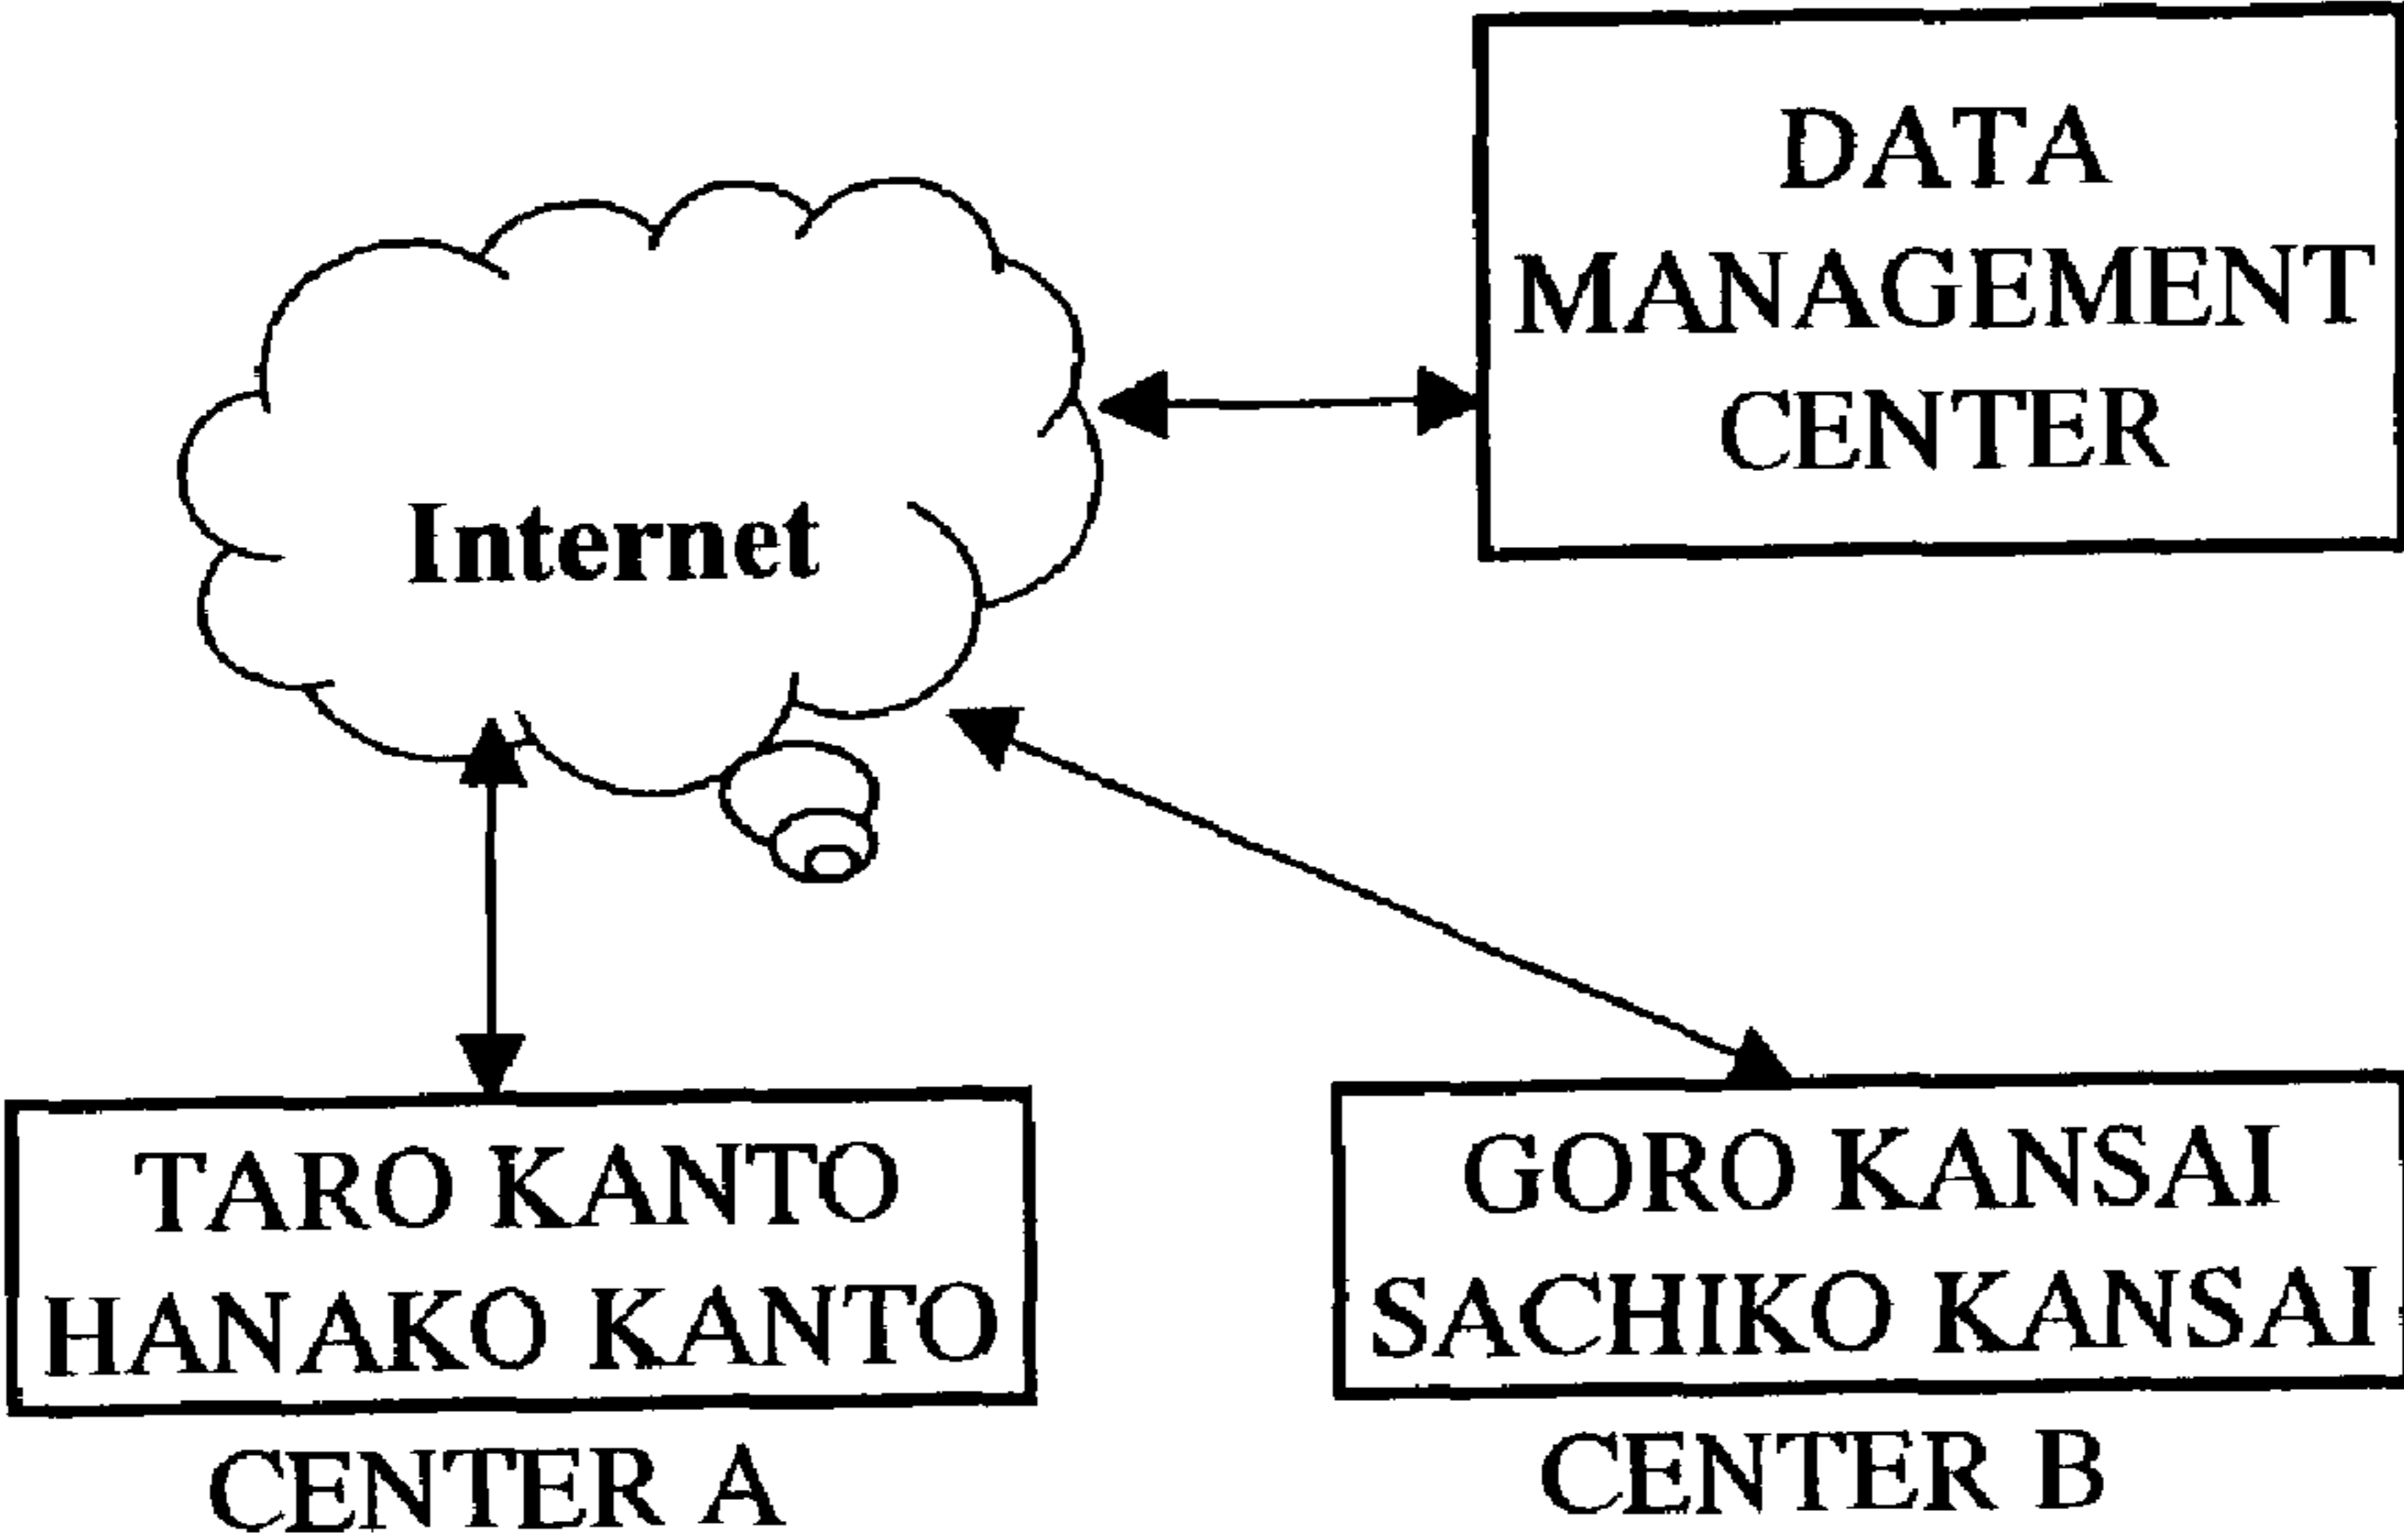 DATA
MANAGEMENT
CENTER
Internet
TARO KANTO
HANAKO KANTO
CENTER A
GORO KANSAI
SACHIKO KANSAI
CENTER B